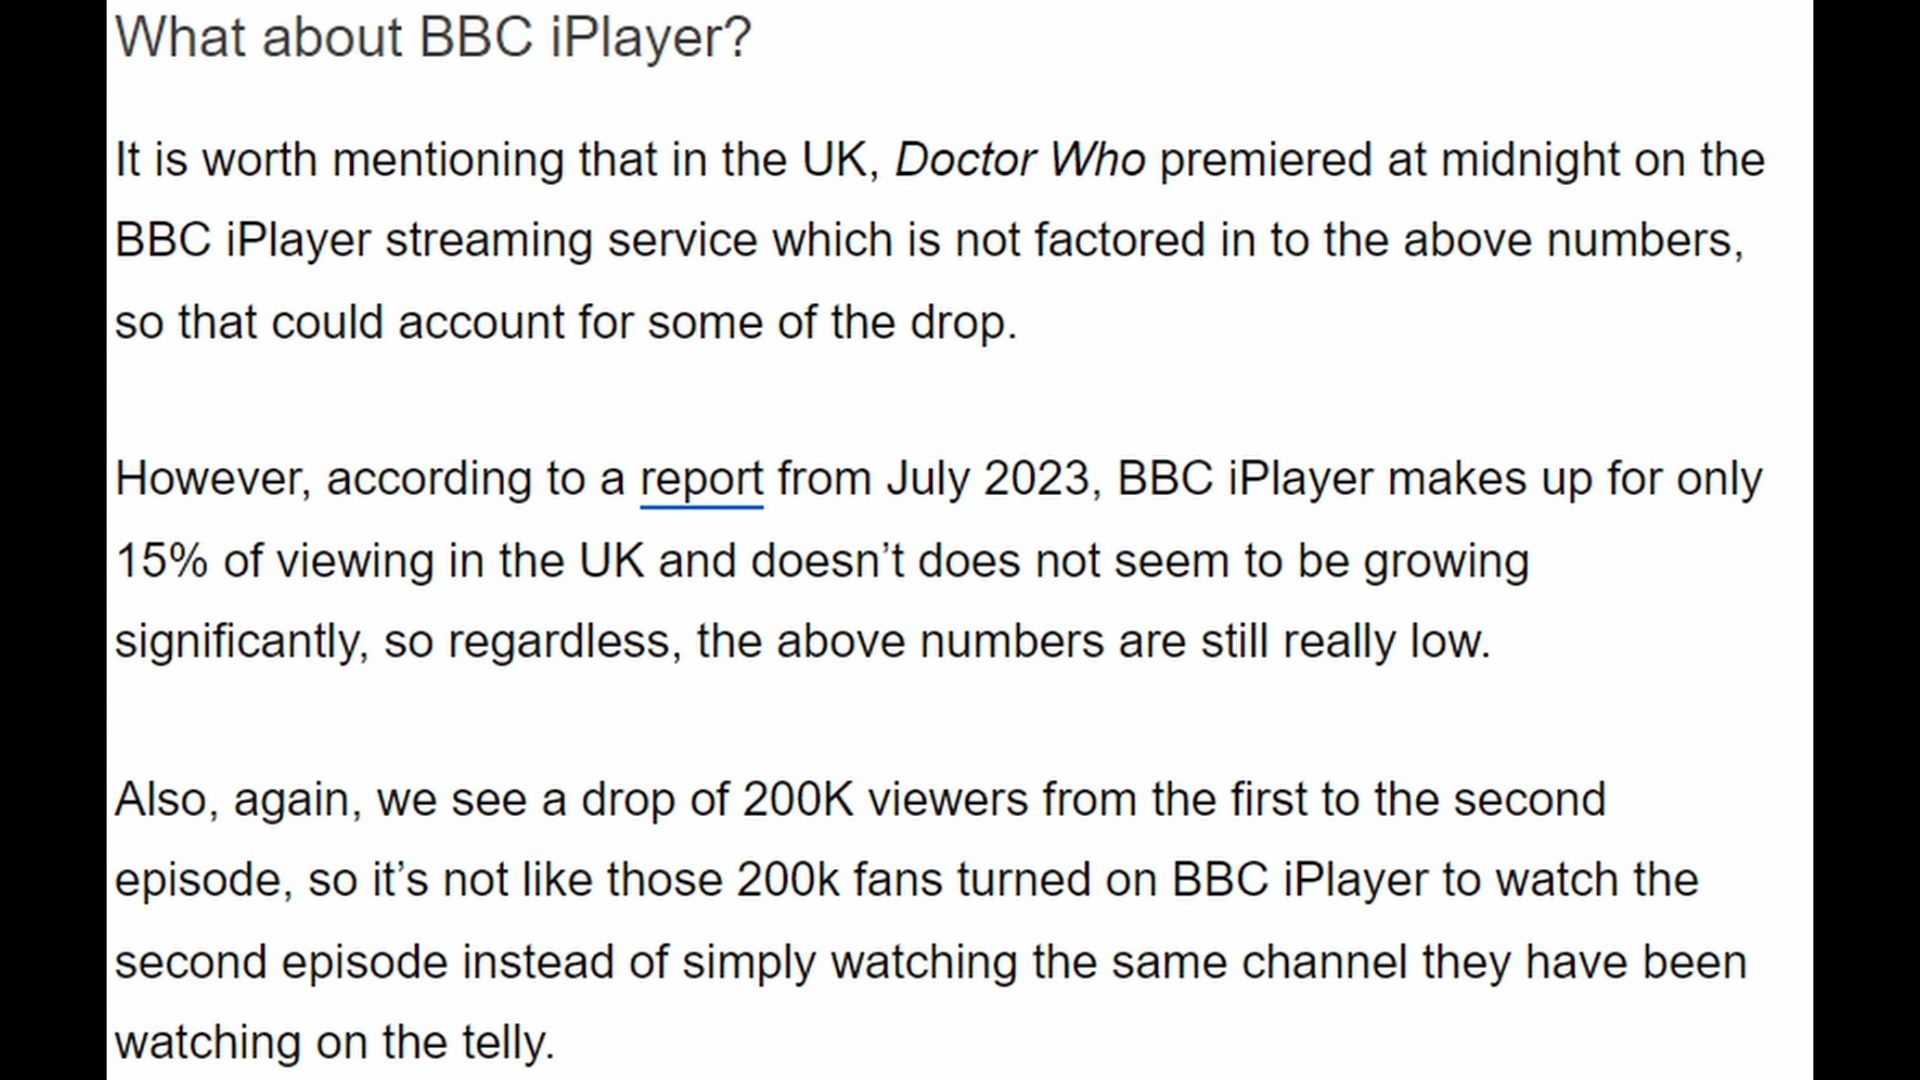 What about BBC iPlayer?
It is worth mentioning that in the UK, Doctor Who premiered at midnight on the
BBC iPlayer streaming service which is not factored in to the above numbers,
so that could account for some of the drop.
However, according to a report from July 2023, BBC iPlayer makes up for only
15% of viewing in the UK and doesn’t does not seem to be growing
significantly, so regardless, the above numbers are still really low.
Also, again, we see a drop of 200K viewers from the first to the second
episode, so it’s not like those 200k fans turned on BBC iPlayer to watch the
second episode instead of simply watching the same channel they have been
watching on the telly.